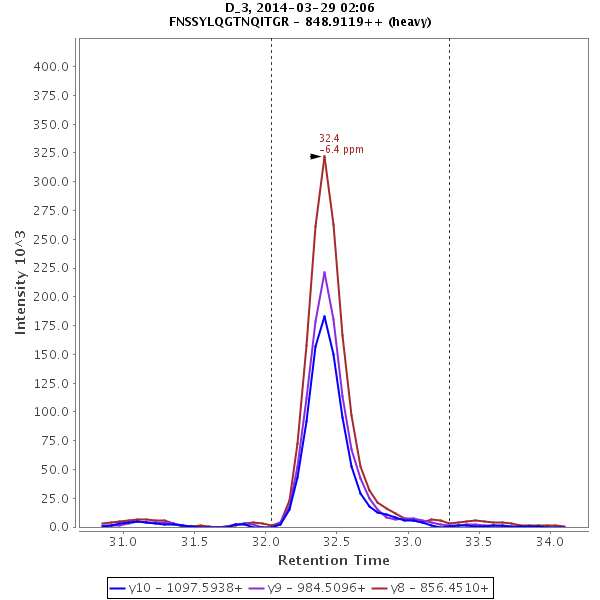 D_3, 2014-03-29 02:06
FNSSYLQGTNQITGR - 848.9119++ (heavy)
32.4
-6.4 ppm
400.0
375.0
350.0
325.0
300.0
275.0
250.0
225.0
200.0
175.0
150.0
125.0
100.0
75.0
50.0
25.0
0.0
Intensity 10^3
31.0 31.5 32.0 32.5 33.0 33.5 34.0
Retention Time
y10 - 1097.5938+ y9 - 984.5096+ y8 - 856.4510+